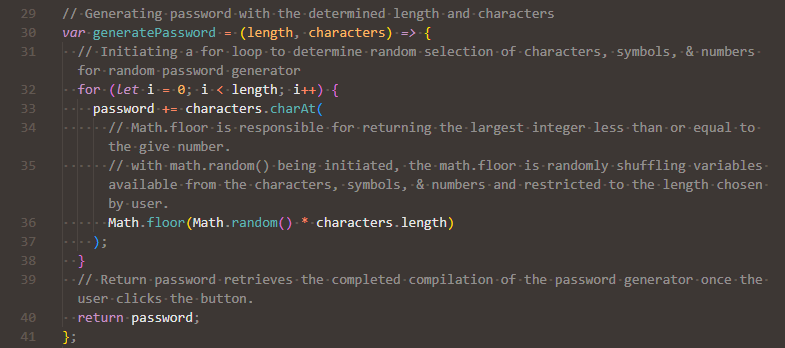 29 // Generating password with the determined length and characters
30 var generatePassword = (length, characters) => {
31 // Initiating a for loop to determine random selection of characters, symbols, & numbers
for random password generator
32 for (let i = 0; i < length; i++) {
33 password += characters.charAt(
34 // Math.floor is responsible for returning the largest integer less than or equal to
the give number.
35 // with math.random() being initiated, the math.floor is randomly shuffling variables
available from the characters, symbols, & numbers and restricted to the length chosen
by user.
36 Math.floor(Math.random() * characters.length)
37 );
38 }
39 // Return password retrieves the completed compilation of the password generator once the
user clicks the button.
40 return password;
41 };